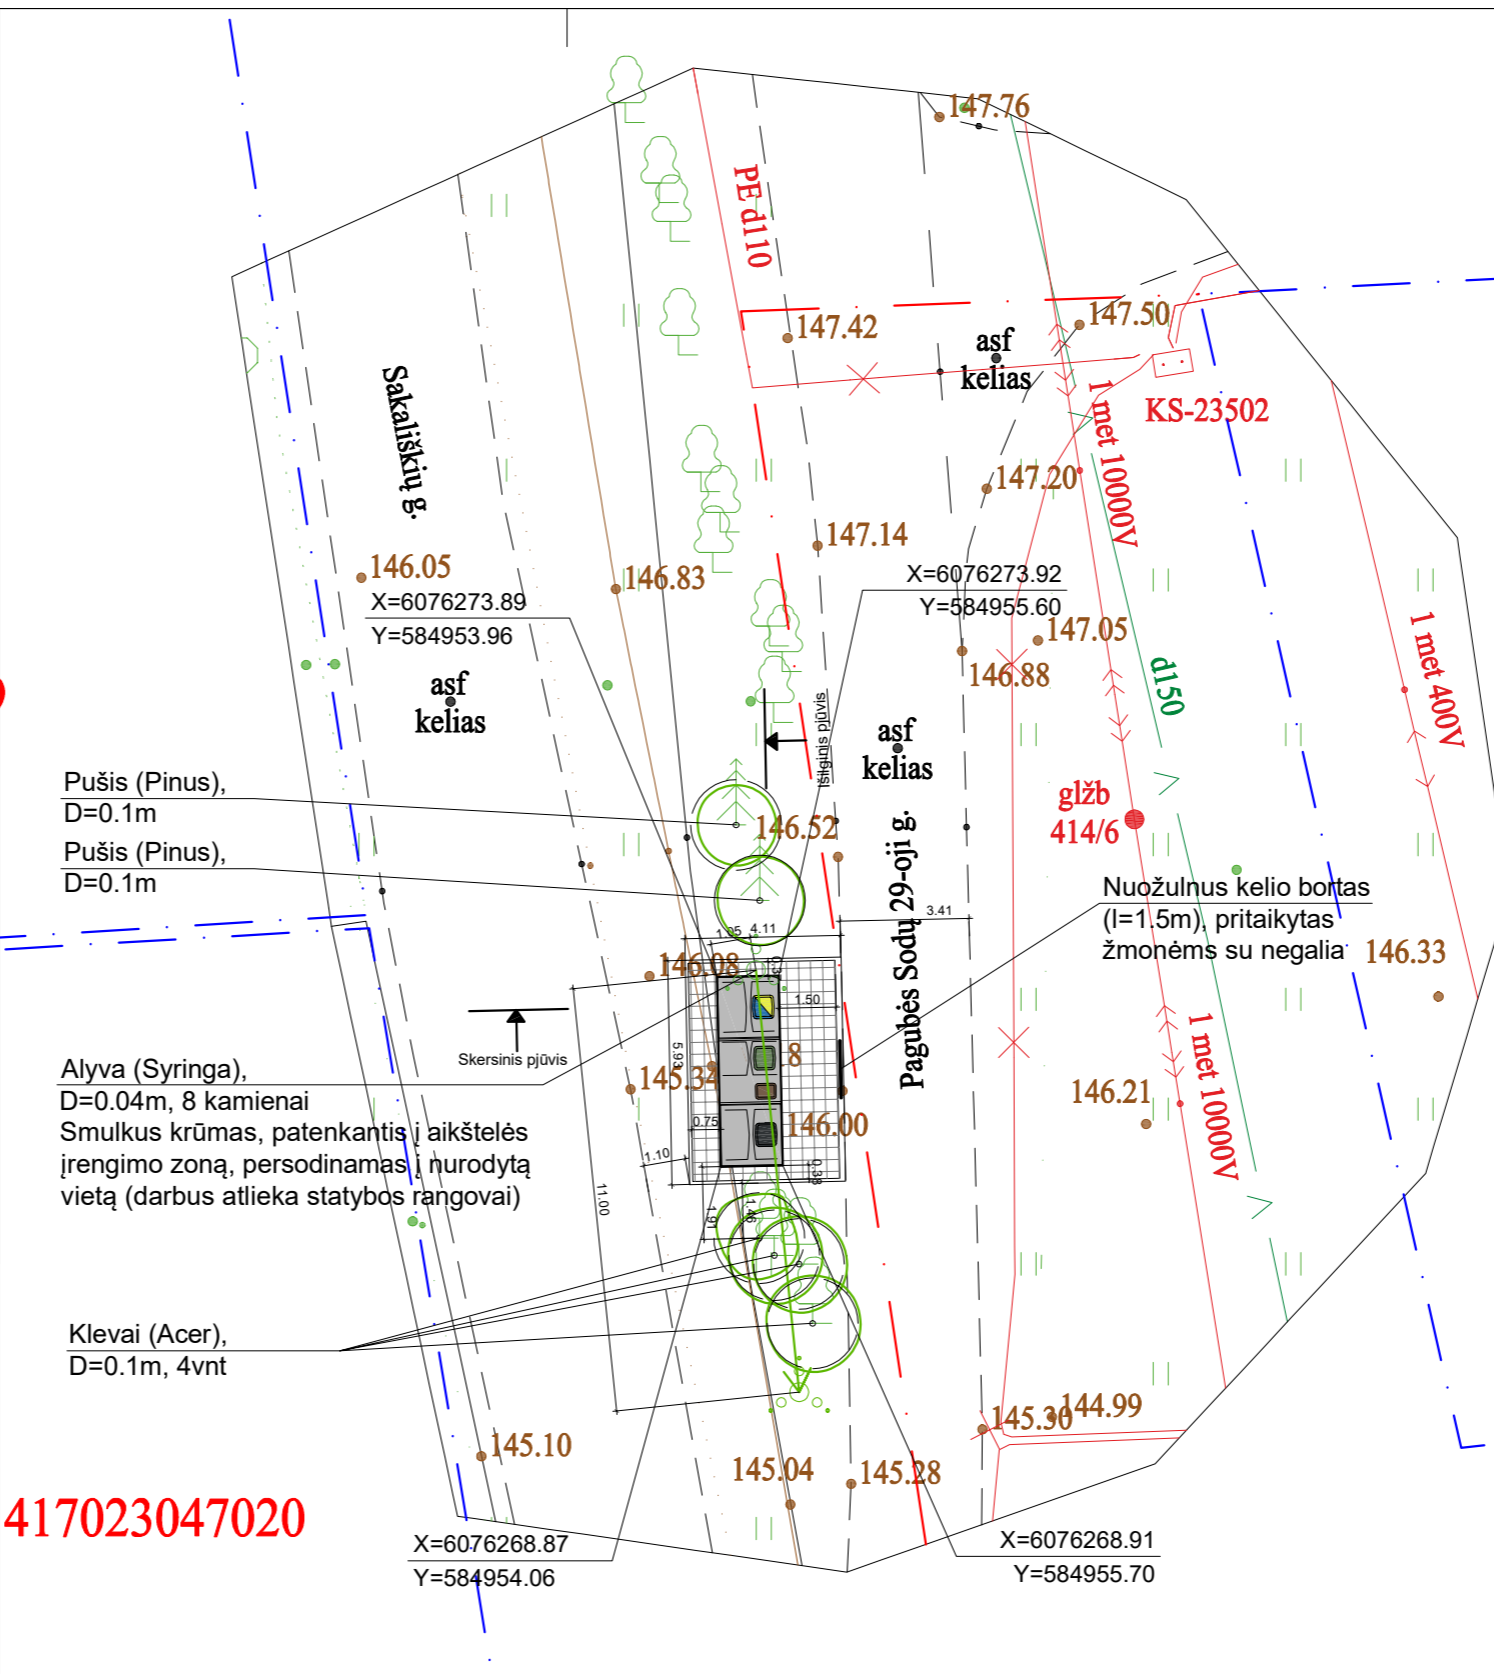 147.76
PE d110
147.42
147.50
asf
kelias
KS-23502
Sakališkių g.
1 met 10000V
147.20
147.14
146.05
146.83
X=6076273.89
Y=584953.96
X=6076273.92
Y=584955.60
147.05
146.88
1 met 400V
d150
asf
kelias
asf
kelias
Išilginis pjūvis
Pušis (Pinus),
D=0.1m
146.52
glžb
414/6
Pušis (Pinus),
D=0.1m
Pagubės Sodų 29-oji g.
Nuožulnus kelio bortas
(l=1.5m), pritaikytas
žmonėms su negalia
146.33
3.41
1.05
4.11
146.08
1.50
Skersinis pjūvis
5.93
8
145.34
146.00
0.75
1.10
0.38
11.00
1.91
1.46
146.21
1 met 10000V
Alyva (Syringa),
D=0.04m, 8 kamienai
Smulkus krūmas, patenkantis į aikštelės
įrengimo zoną, persodinamas į nurodytą
vietą (darbus atlieka statybos rangovai)
Klevai (Acer),
D=0.1m, 4vnt
145.30
144.99
145.10
145.04
145.28
417023047020
X=6076268.87
Y=584954.06
X=6076268.91
Y=584955.70